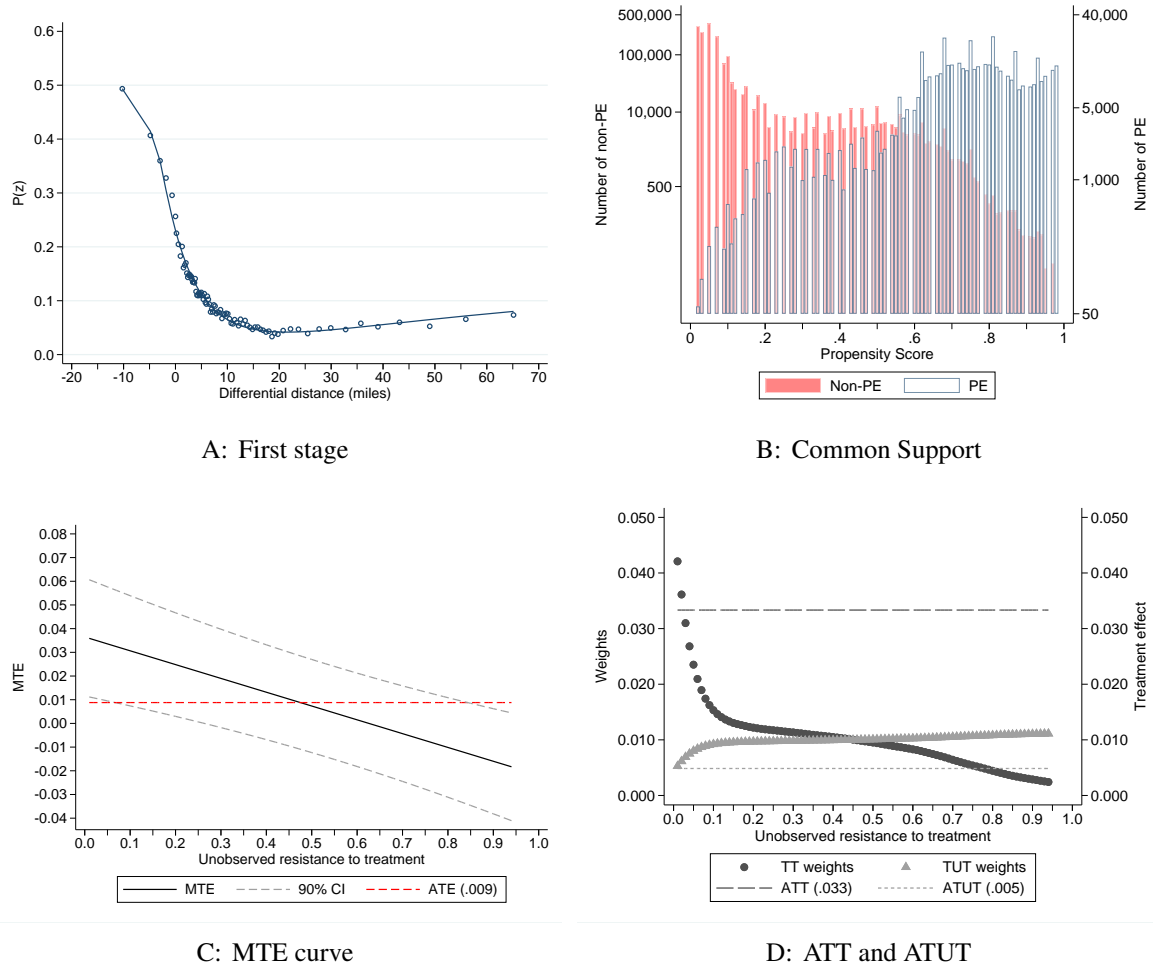 0.6
0.5
0.4
0.3
0.2
0.1
0.0
P(z)
-20 -10 0 10 20 30 40 50 60 70
Differential distance (miles)
A: First stage
500,000
100,000
10,000
500
Number of non-PE
40,000
5,000
1,000
50
Number of PE
0 .2 .4 .6 .8 1
Propensity Score
Non-PE PE
B: Common Support
0.08
0.07
0.06
0.05
0.04
0.03
0.02
0.01
0.00
-0.01
-0.02
-0.03
-0.04
MTE
0.0 0.1 0.2 0.3 0.4 0.5 0.6 0.7 0.8 0.9 1.0
Unobserved resistance to treatment
MTE 90% CI ATE (.009)
C: MTE curve
0.050
0.040
0.030
0.020
0.010
0.000
Weights
0.050
0.040
0.030
0.020
0.010
0.000
Treatment effect
0.0 0.1 0.2 0.3 0.4 0.5 0.6 0.7 0.8 0.9 1.0
Unobserved resistance to treatment
TT weights TUT weights
ATT (.033) ATUT (.005)
D: ATT and ATUT